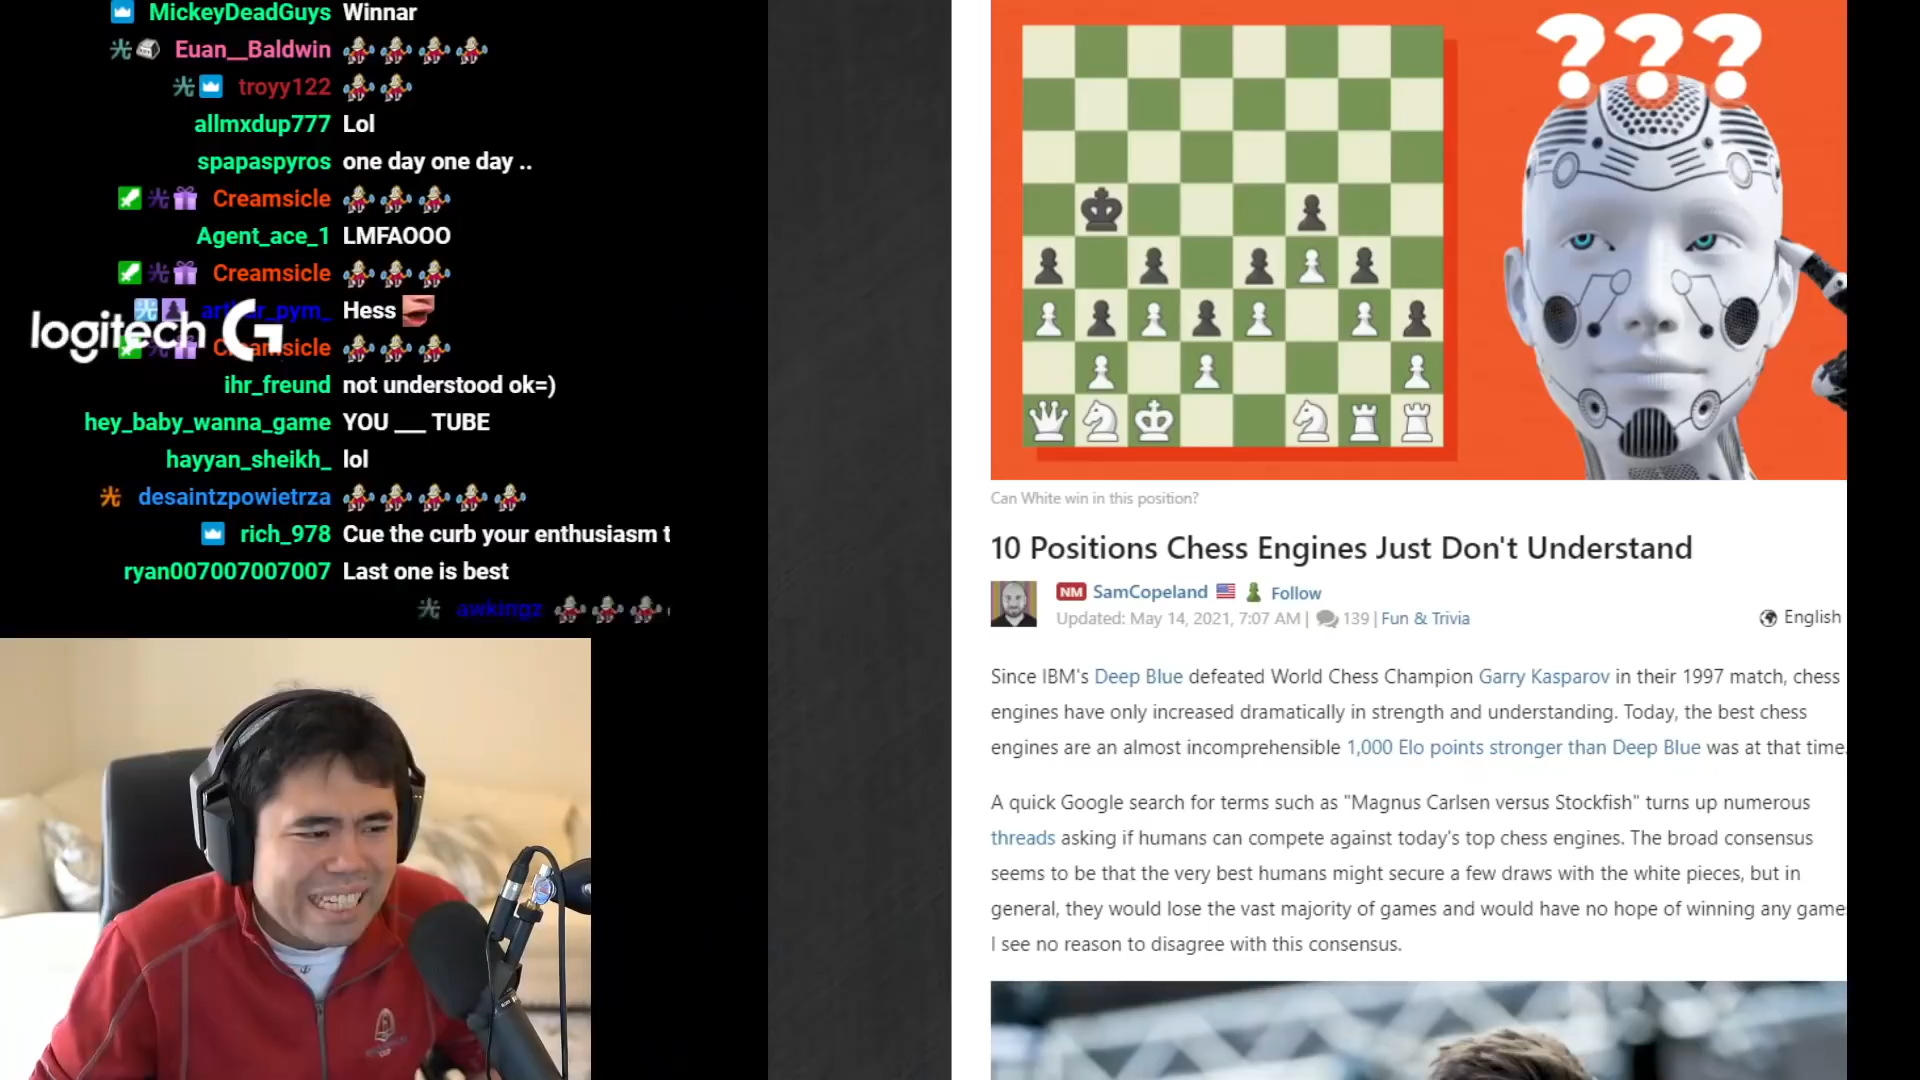 MickeyDeadGuys Winnar
Euan__Baldwin
troyy122
allmxdup777 Lol
spapaspyros one day one day ..
Creamsicle
Agent_ace_1 LMFAOOO
Creamsicle
Hess
logitech G
Creamsicle
ihr_freund not understood ok=)
hey_baby_wanna_game YOU ___ TUBE
hayyan_sheikh_ lol
desaintzpowietrza
rich_978 Cue the curb your enthusiasm t
ryan007007007007 Last one is best
awkingz
???
Can White win in this position?
10 Positions Chess Engines Just Don't Understand
NM SamCopeland Follow
Updated: May 14, 2021, 7:07 AM | 139 | Fun & Trivia
English
Since IBM's Deep Blue defeated World Chess Champion Garry Kasparov in their 1997 match, chess
engines have only increased dramatically in strength and understanding. Today, the best chess
engines are an almost incomprehensible 1,000 Elo points stronger than Deep Blue was at that time.
A quick Google search for terms such as "Magnus Carlsen versus Stockfish" turns up numerous
threads asking if humans can compete against today's top chess engines. The broad consensus
seems to be that the very best humans might secure a few draws with the white pieces, but in
general, they would lose the vast majority of games and would have no hope of winning any game
I see no reason to disagree with this consensus.